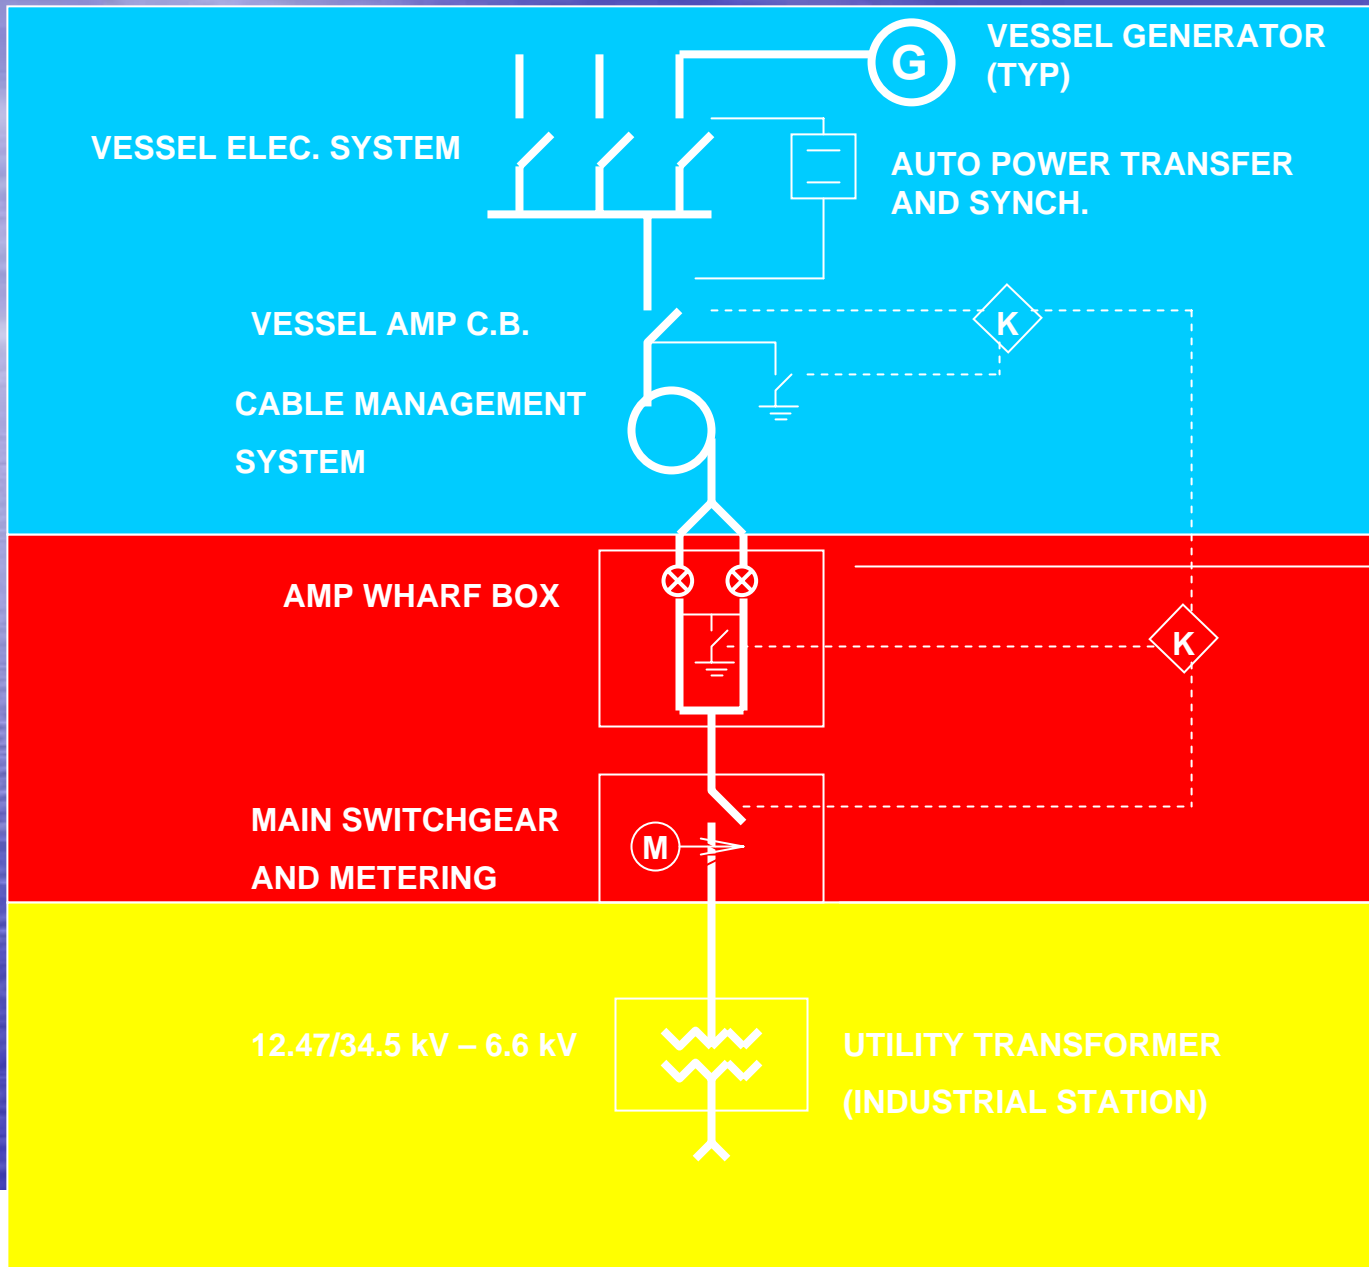 G
VESSEL GENERATOR
(TYP)
VESSEL ELEC. SYSTEM
AUTO POWER TRANSFER
AND SYNCH.
VESSEL AMP C.B.
K
CABLE MANAGEMENT
SYSTEM
AMP WHARF BOX
K
MAIN SWITCHGEAR
M
AND METERING
12.47/34.5 kV – 6.6 kV
UTILITY TRANSFORMER
(INDUSTRIAL STATION)